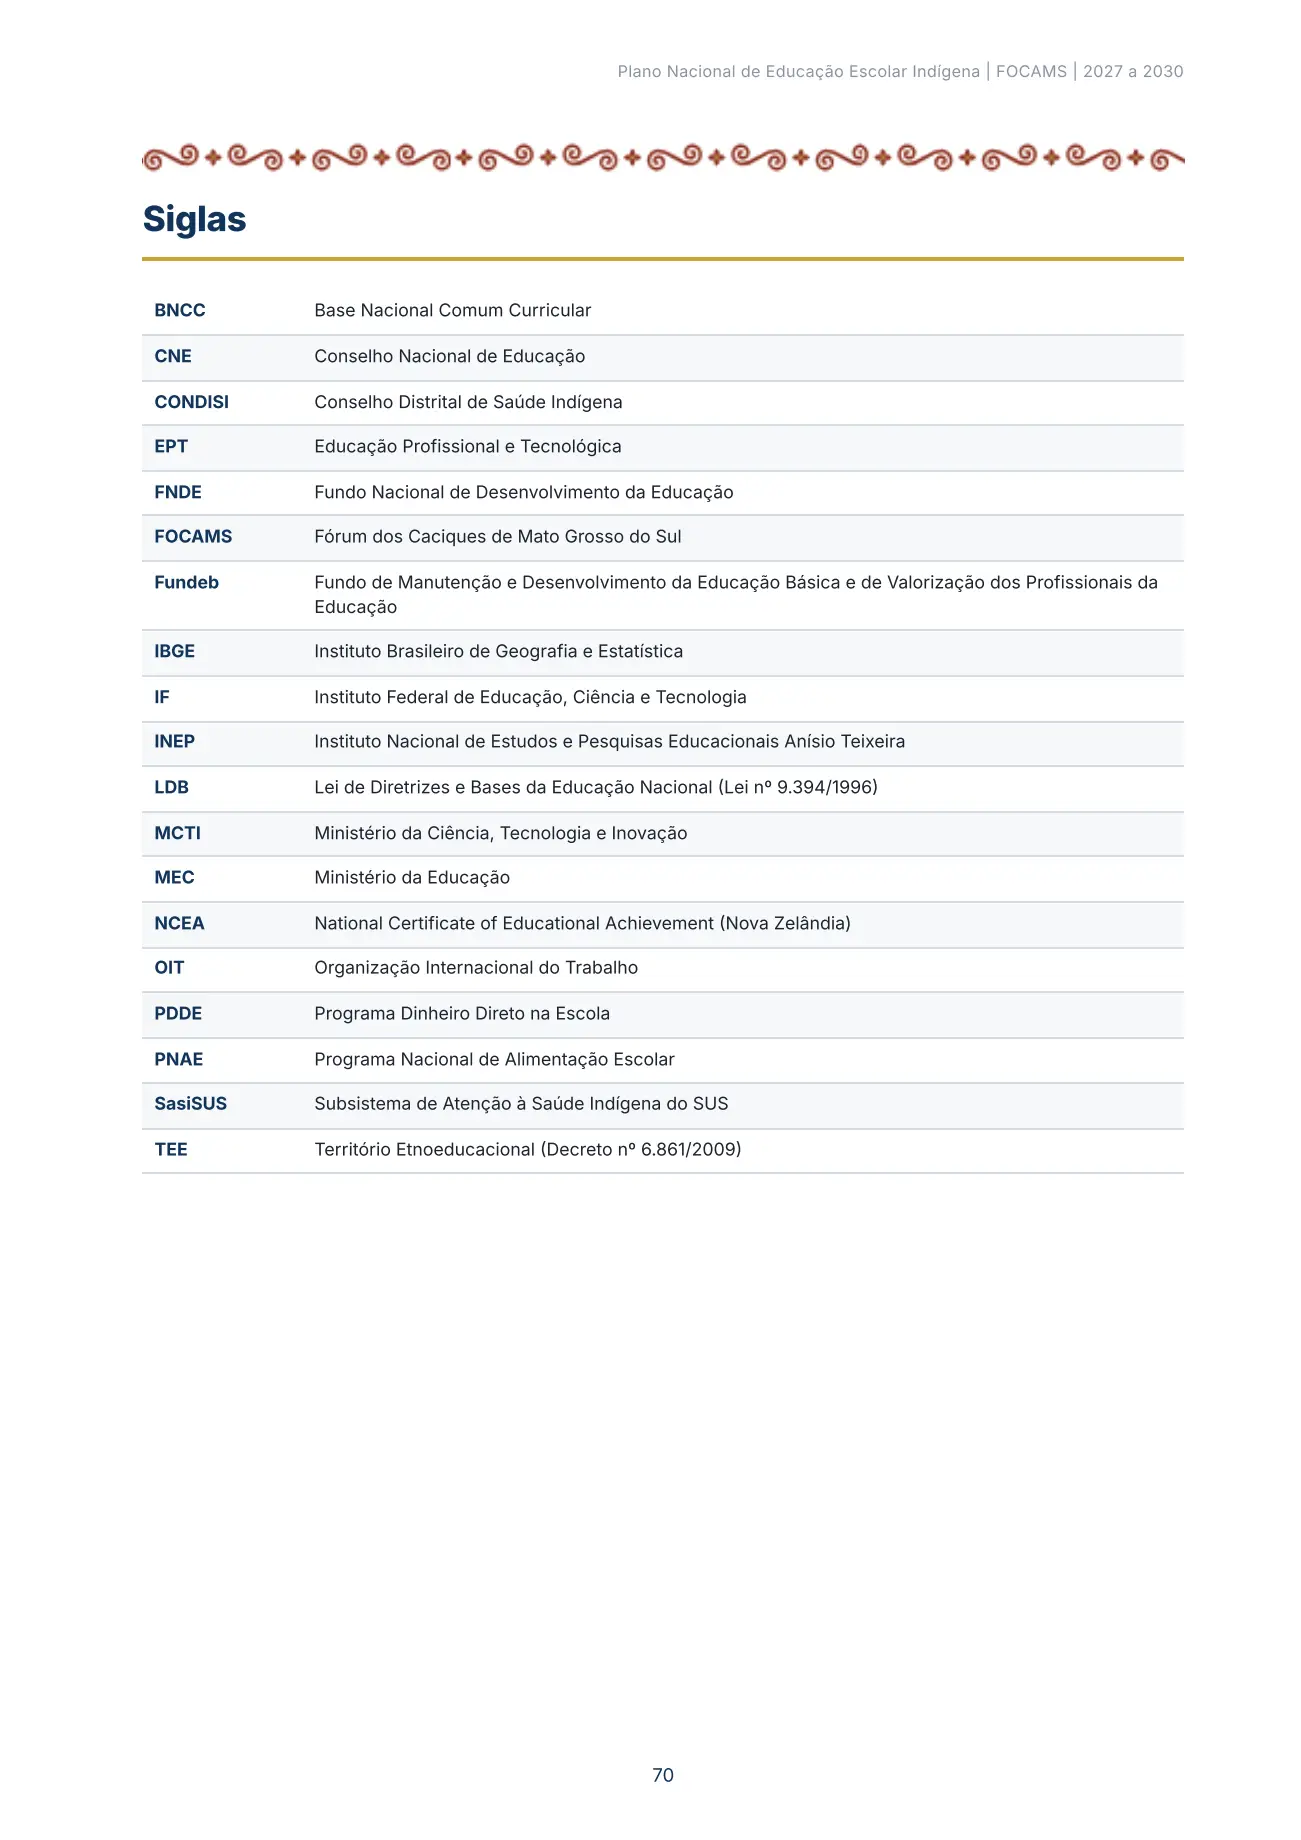 Plano Nacional de Educação Escolar Indígena | FOCAMS | 2027 a 2030
Siglas
BNCC Base Nacional Comum Curricular
CNE Conselho Nacional de Educação
CONDISI Conselho Distrital de Saúde Indígena
EPT Educação Profissional e Tecnológica
FNDE Fundo Nacional de Desenvolvimento da Educação
FOCAMS Fórum dos Caciques de Mato Grosso do Sul
Fundeb Fundo de Manutenção e Desenvolvimento da Educação Básica e de Valorização dos Profissionais da
Educação
IBGE Instituto Brasileiro de Geografia e Estatística
IF Instituto Federal de Educação, Ciência e Tecnologia
INEP Instituto Nacional de Estudos e Pesquisas Educacionais Anísio Teixeira
LDB Lei de Diretrizes e Bases da Educação Nacional (Lei nº 9.394/1996)
MCTI Ministério da Ciência, Tecnologia e Inovação
MEC Ministério da Educação
NCEA National Certificate of Educational Achievement (Nova Zelândia)
OIT Organização Internacional do Trabalho
PDDE Programa Dinheiro Direto na Escola
PNAE Programa Nacional de Alimentação Escolar
SasiSUS Subsistema de Atenção à Saúde Indígena do SUS
TEE Território Etnoeducacional (Decreto nº 6.861/2009)
70